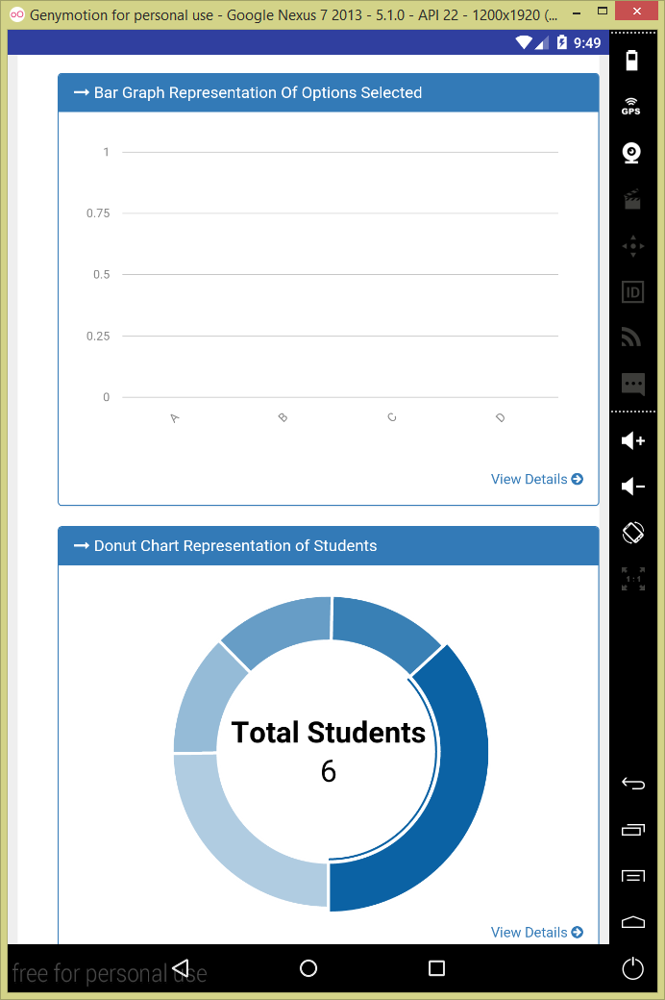 Genymotion for personal use - Google Nexus 7 2013 - 5.1.0 - API 22 - 1200x1920 (...
9:49
Bar Graph Representation Of Options Selected
GPS
1
0.75
0.5
ID
0.25
0
A B C D
View Details
Donut Chart Representation of Students
1:1
Total Students
6
View Details
free for personal use